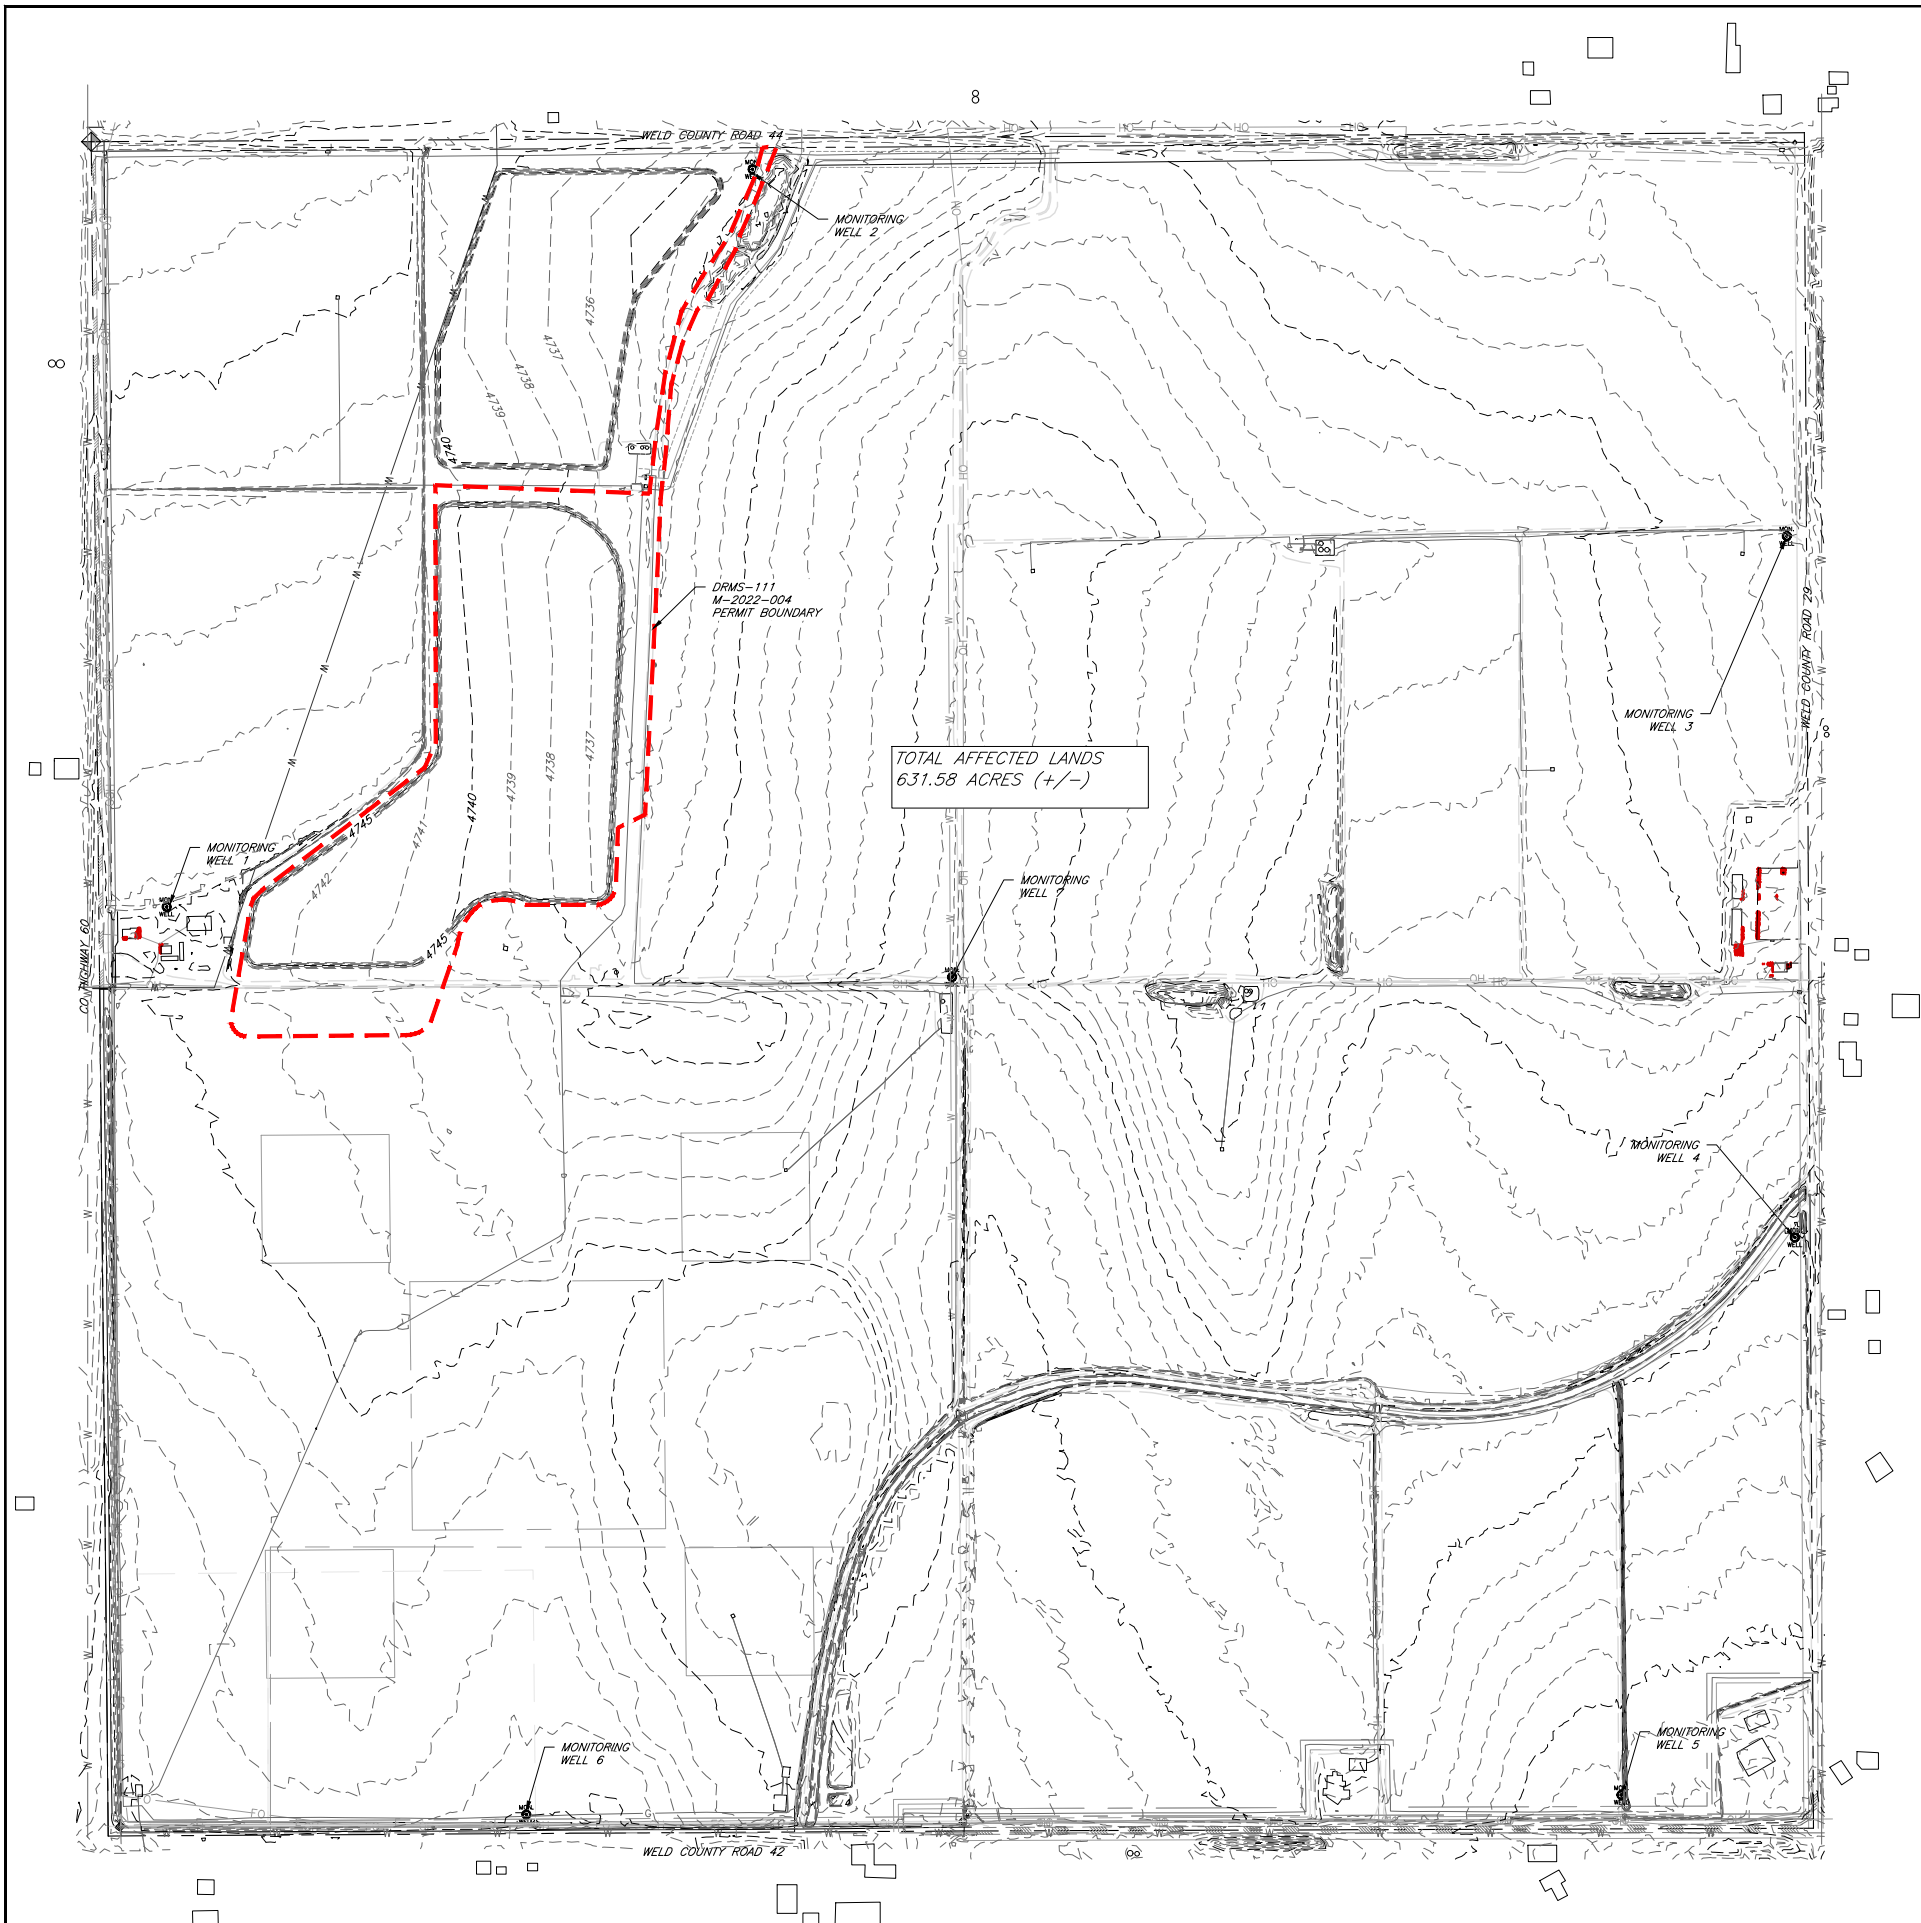 8
WELD COUNTY ROAD 44
MONITORING
WELL 2
8
4736
4737
4738
4739
4740
DRMS-111
M-2022-004
PERMIT BOUNDARY
WELD COUNTY ROAD 29
MONITORING
WELL 3
TOTAL AFFECTED LANDS
631.58 ACRES (+/-)
4737
4738
4739
4740
4741
4745
4742
4745
MONITORING
WELL 1
MONITORING
CO. HIGHWAY 60
MONITORING
WELL 4
MONITORING
WELL 5
MONITORING
WELL 6
WELD COUNTY ROAD 42